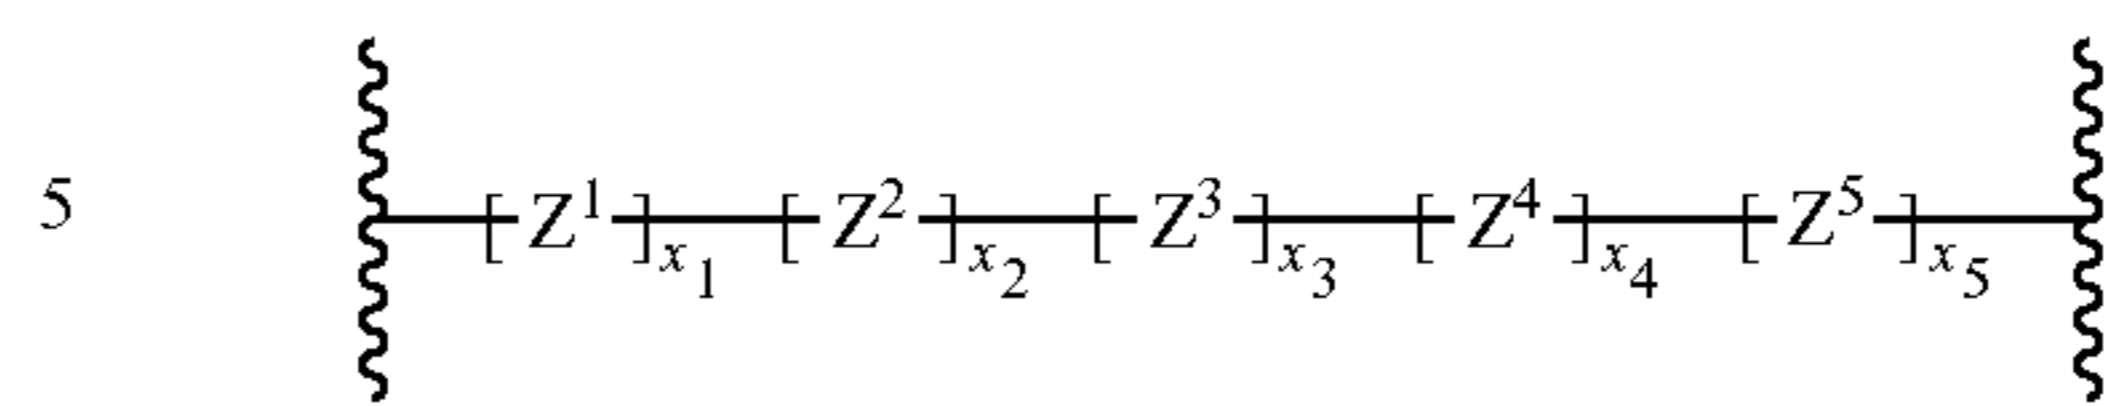 5 [ Z¹ ]x₁ [ Z² ]x₂ [ Z³ ]x₃ [ Z⁴ ]x₄ [ Z⁵ ]x₅